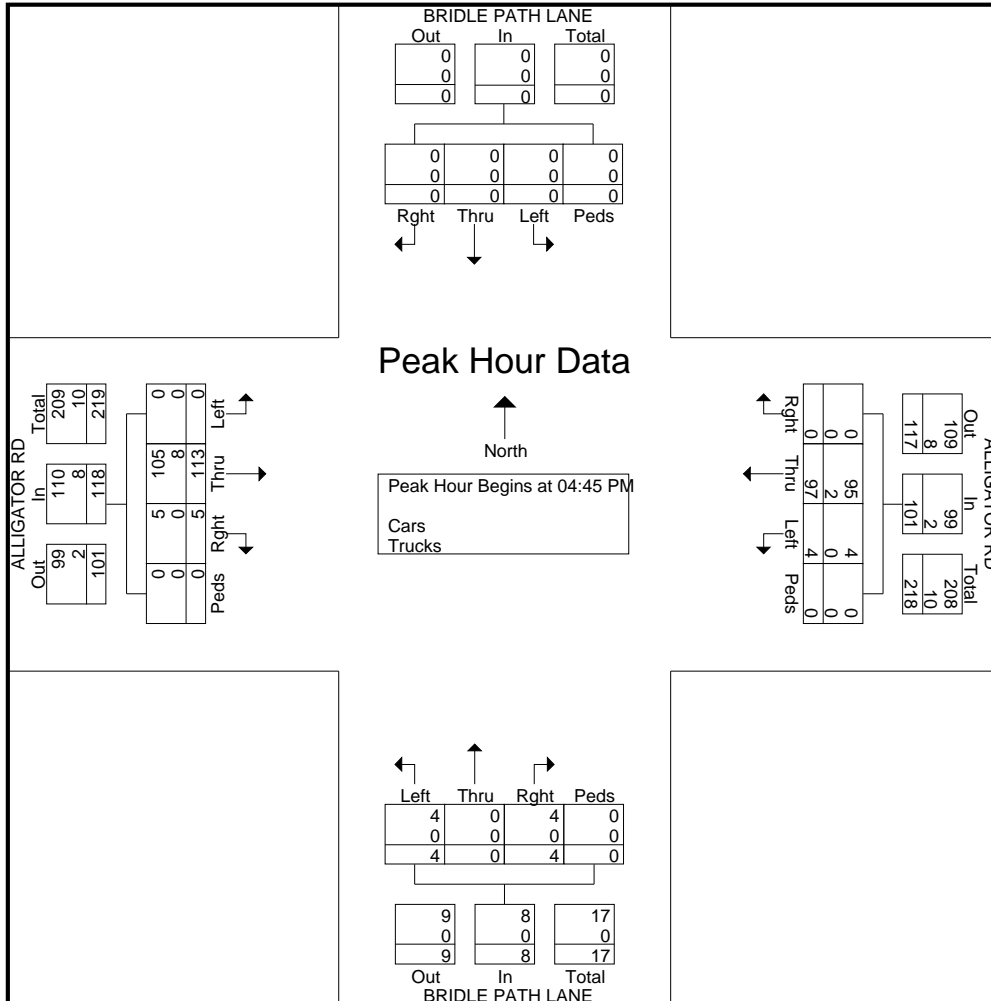 BRIDLE PATH LANE
Out In Total
0 0 0
0 0 0
0 0 0
0 0 0 0
0 0 0 0
0 0 0 0
Rght Thru Left Peds
Peak Hour Data
North
Peak Hour Begins at 04:45 PM
Cars
Trucks
ALLIGATOR RD
Out In Total
99 110 209
2 8 10
101 118 219
Peds Rght Thru Left
0 5 105 0
0 0 8 0
0 5 113 0
ALLIGATOR RD
Out In Total
109 99 208
8 2 10
117 101 218
0 95 4 0
0 2 0 0
0 97 4 0
Rght Thru Left Peds
Left Thru Rght Peds
4 0 4 0
0 0 0 0
4 0 4 0
9 8 17
0 0 0
9 8 17
Out In Total
BRIDLE PATH LANE